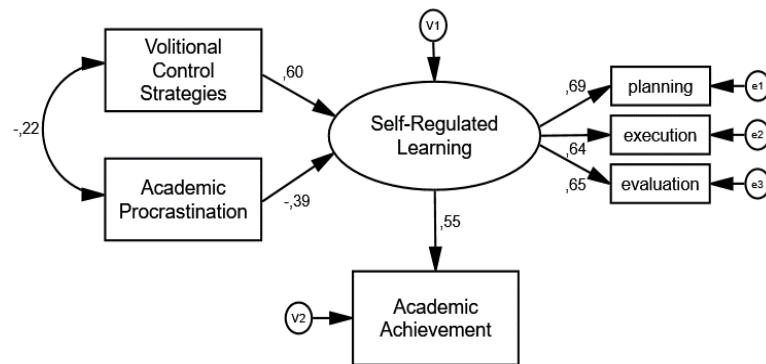 V1
Volitional
Control
Strategies
,60
,69
planning
e1
-,22
Self-Regulated
Learning
execution
e2
,64
Academic
Procrastination
-,39
,65
evaluation
e3
,55
Academic
Achievement
V2